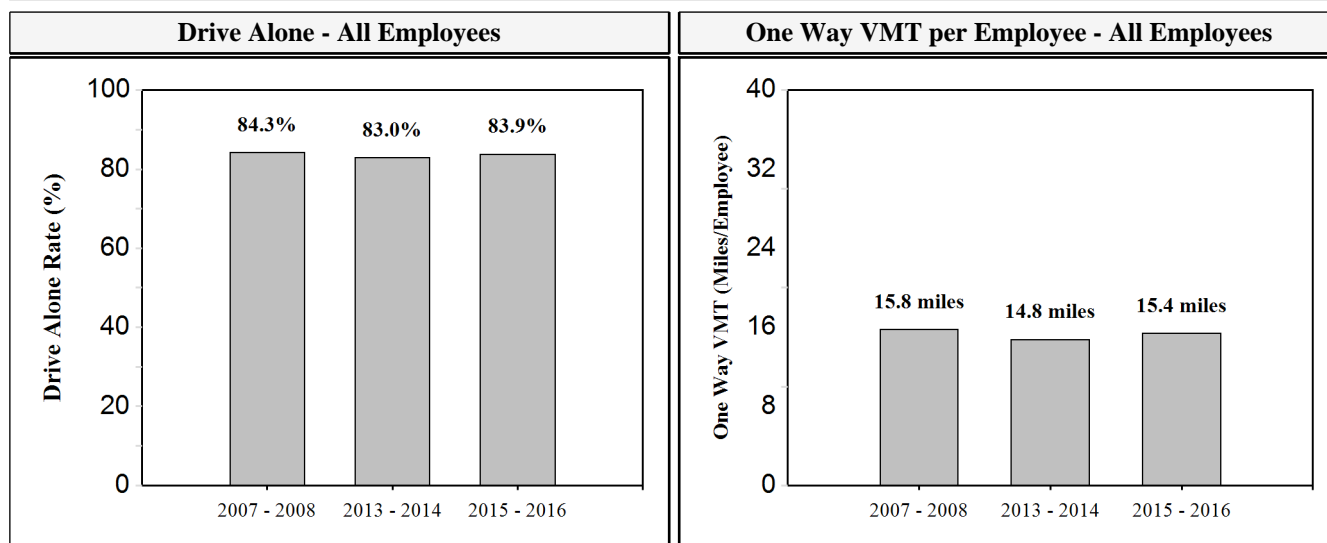 Drive Alone - All Employees
One Way VMT per Employee - All Employees
Drive Alone Rate (%)
100
80
60
40
20
0
84.3%
83.0%
83.9%
2007 - 2008
2013 - 2014
2015 - 2016
One Way VMT (Miles/Employee)
40
32
24
16
8
0
15.8 miles
14.8 miles
15.4 miles
2007 - 2008
2013 - 2014
2015 - 2016